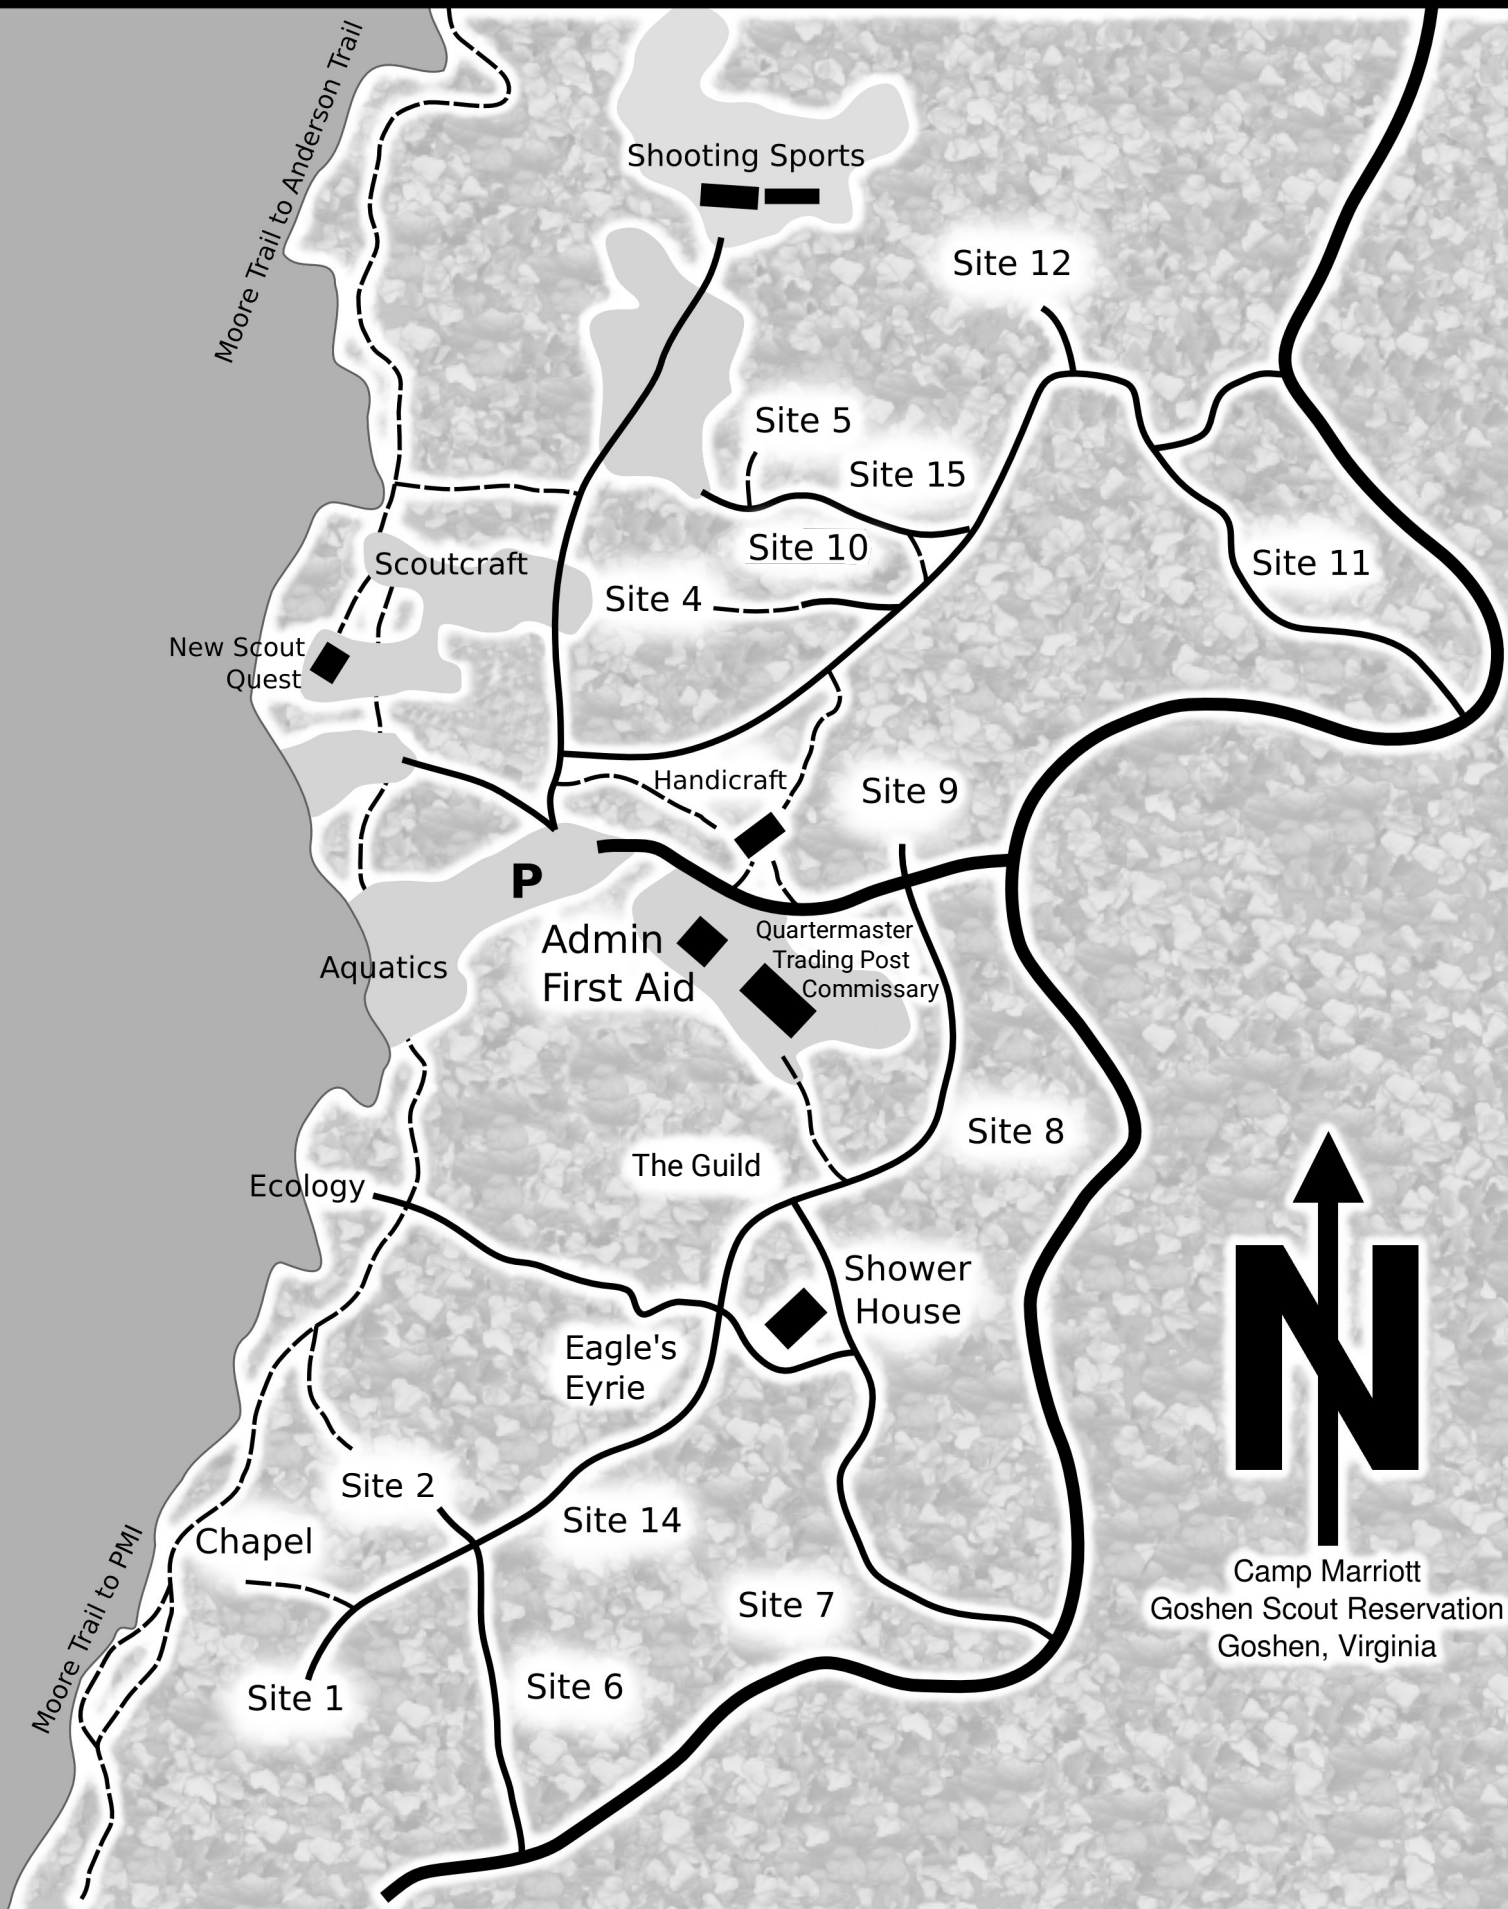 Moore Trail to Anderson Trail
Shooting Sports
Site 12
Site 5
Site 15
Site 10
Scoutcraft
Site 11
Site 4
New Scout
Quest
Handicraft
Site 9
P
Admin
First Aid
Quartermaster
Trading Post
Commissary
Aquatics
Site 8
The Guild
Ecology
Shower
House
Eagle's
Eyrie
N
Site 2
Site 14
Chapel
Moore Trail to PMI
Site 7
Site 6
Site 1
Camp Marriott
Goshen Scout Reservation
Goshen, Virginia